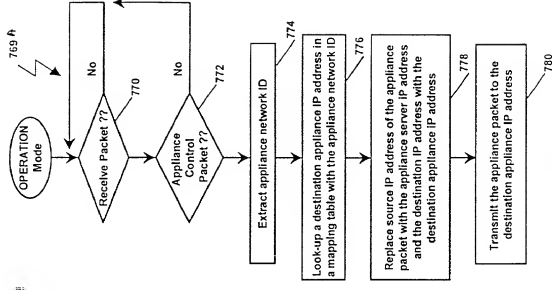 769 A
OPERATION
Mode
No
Receive Packet ??
770
No
Appliance
Control
Packet ??
772
Extract appliance network ID
774
Look-up a destination appliance IP address in
a mapping table with the appliance network ID
776
Replace source IP address of the appliance
packet with the appliance server IP address
and the destination IP address with the
destination appliance IP address
778
Transmit the appliance packet to the
destination appliance IP address
780